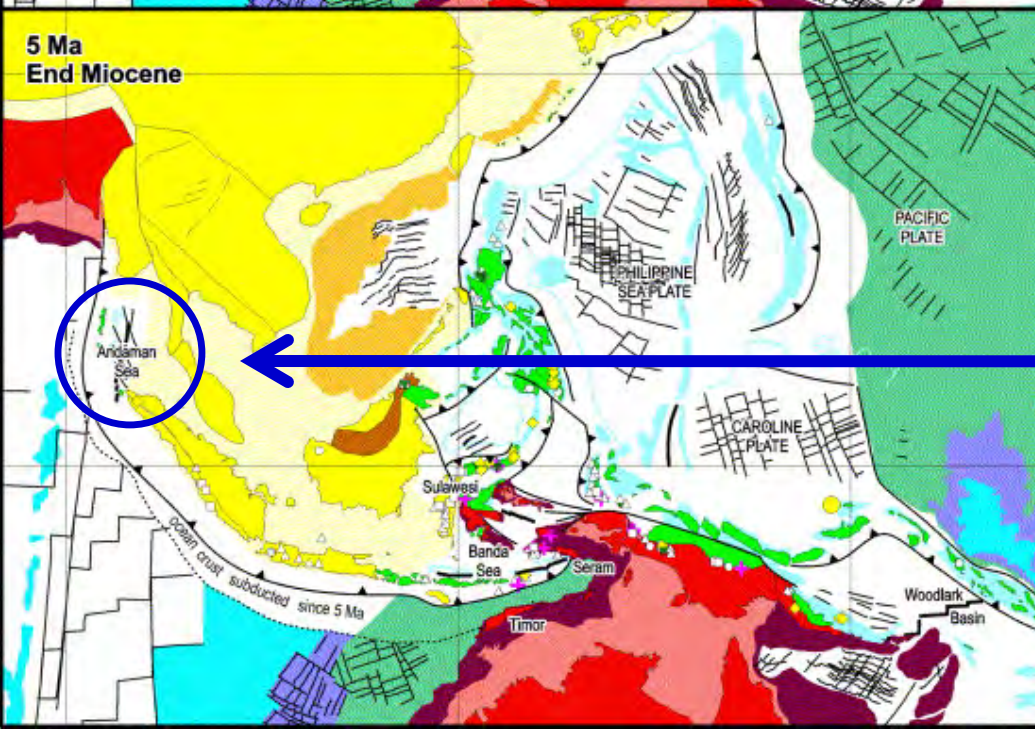 5 Ma
End Miocene
PACIFIC
PLATE
PHILIPPINE
SEA PLATE
Andaman
Sea
CAROLINE
PLATE
Sulawesi
Banda
Sea
Seram
ocean crust subducted since 5 Ma
Woodlark
Basin
Timor